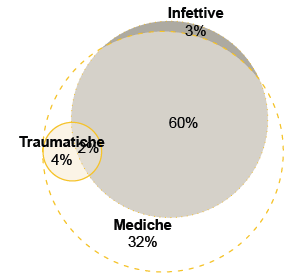 Infettive
3%
60%
Traumatiche
2%
4%
Mediche
32%